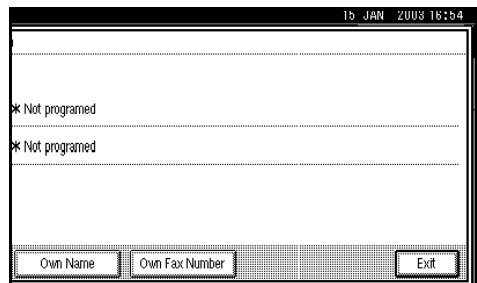 15 JAN 2003 16:54
* Not programed
* Not programed
Own Name Own Fax Number Exit